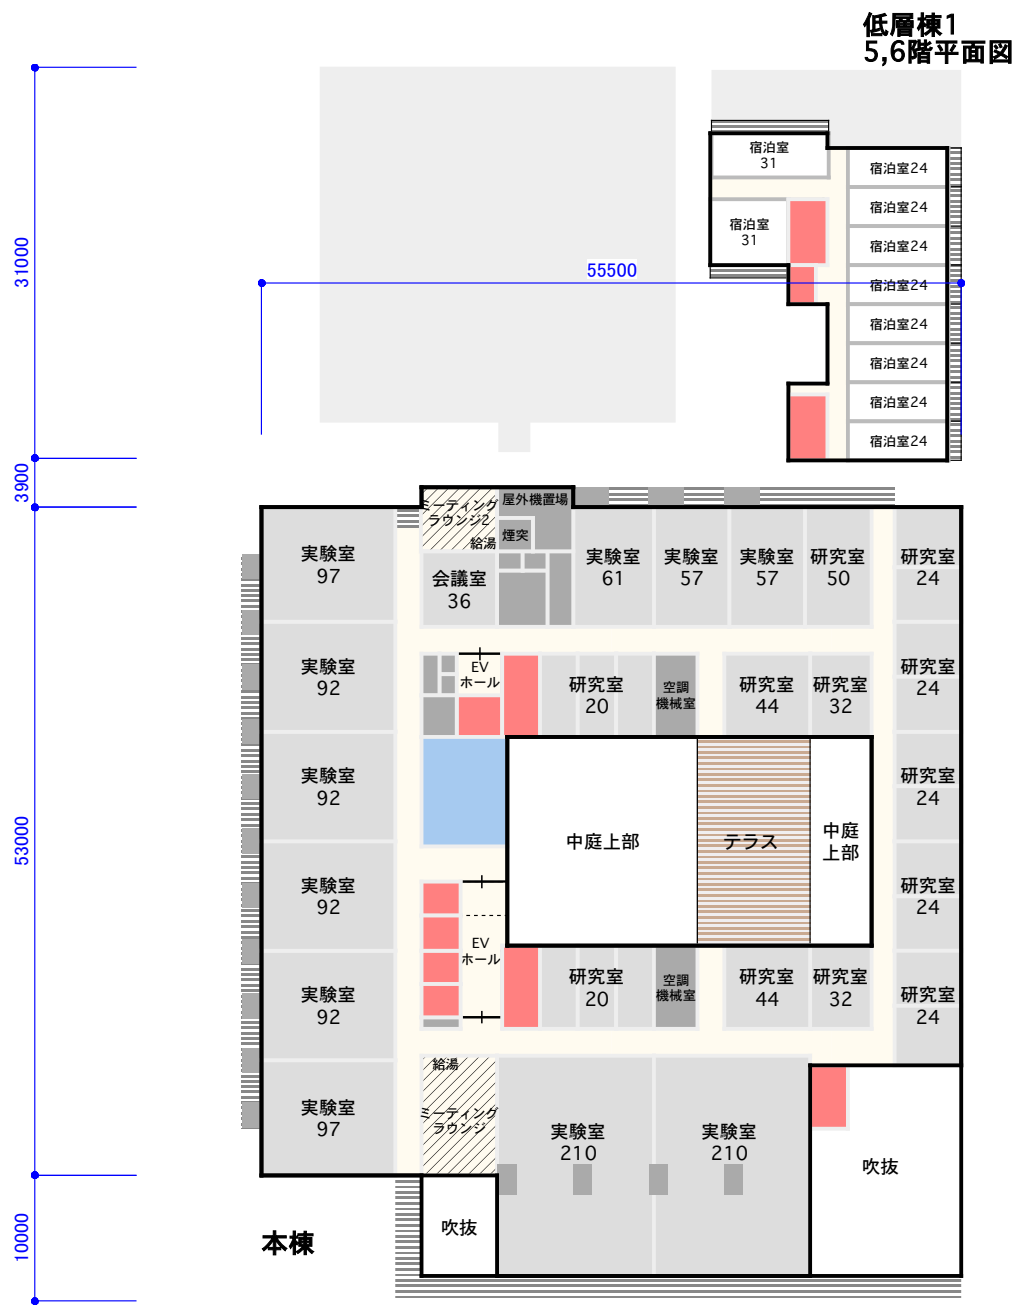 低層棟1
5,6階平面図
31000
55500
宿泊室
31
宿泊室24
宿泊室24
宿泊室
31
宿泊室24
宿泊室24
宿泊室24
宿泊室24
宿泊室24
宿泊室24
3900
53000
10000
ミーティング
ラウンジ2
給湯
屋外機置場
煙突
実験室
97
会議室
36
実験室
61
実験室
57
実験室
57
研究室
50
研究室
24
実験室
92
EV
ホール
研究室
20
空調
機械室
研究室
44
研究室
32
研究室
24
実験室
92
中庭上部
テラス
中庭
上部
研究室
24
実験室
92
EV
ホール
研究室
24
実験室
92
研究室
20
空調
機械室
研究室
44
研究室
32
研究室
24
実験室
97
給湯
ミーティング
ラウンジ
実験室
210
実験室
210
吹抜
吹抜
本棟